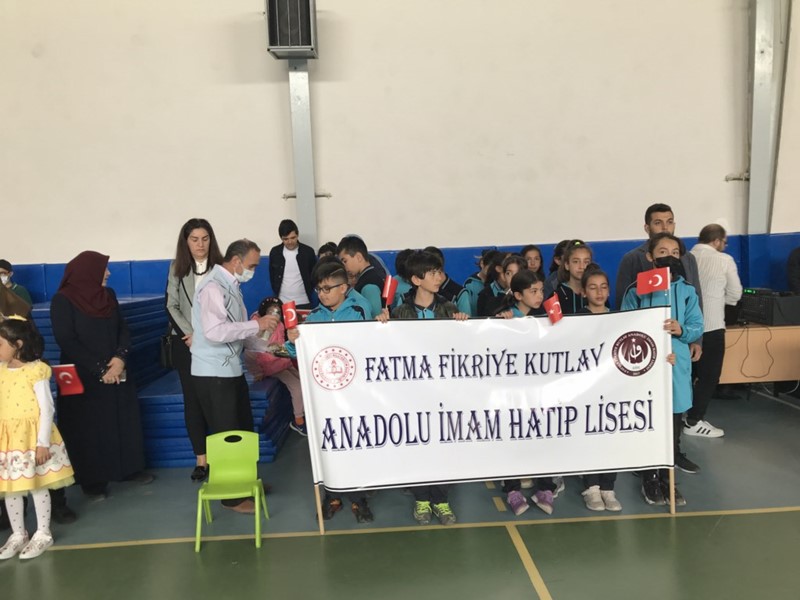 FATMA FİKRİYE KUTLAY
ANADOLU İMAM HATİP LİSESİ